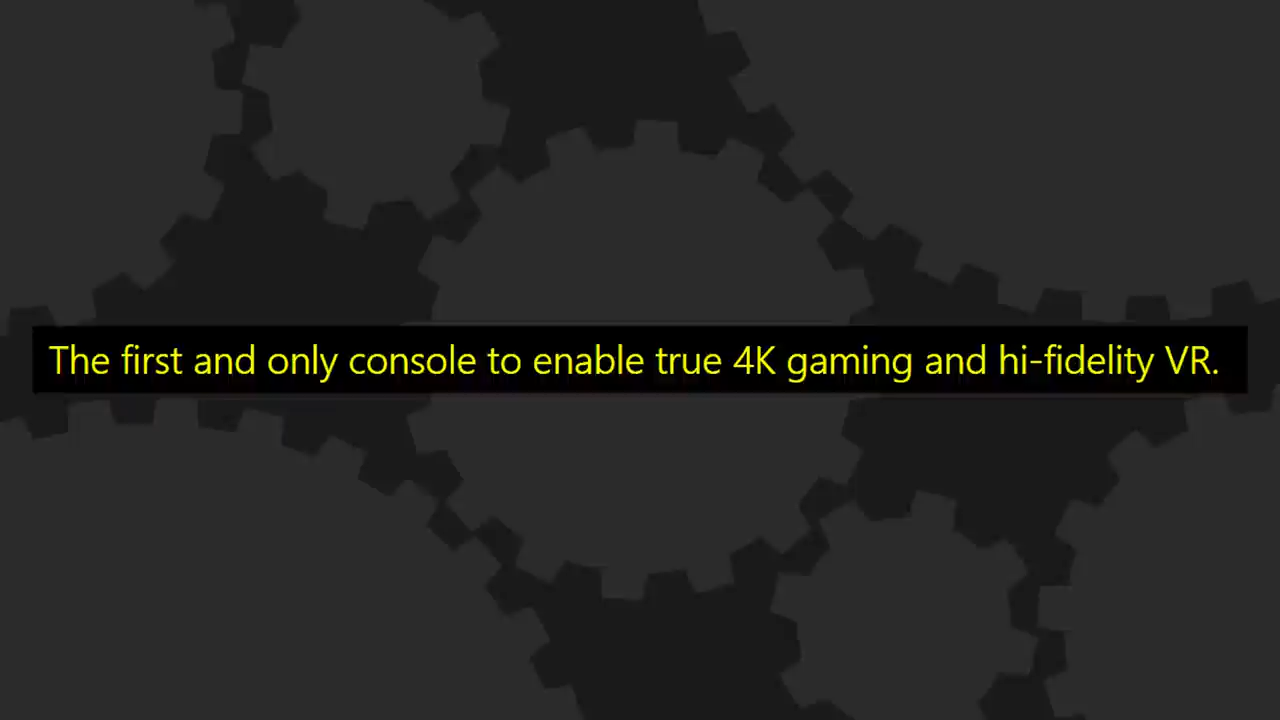 The first and only console to enable true 4K gaming and hi-fidelity VR.